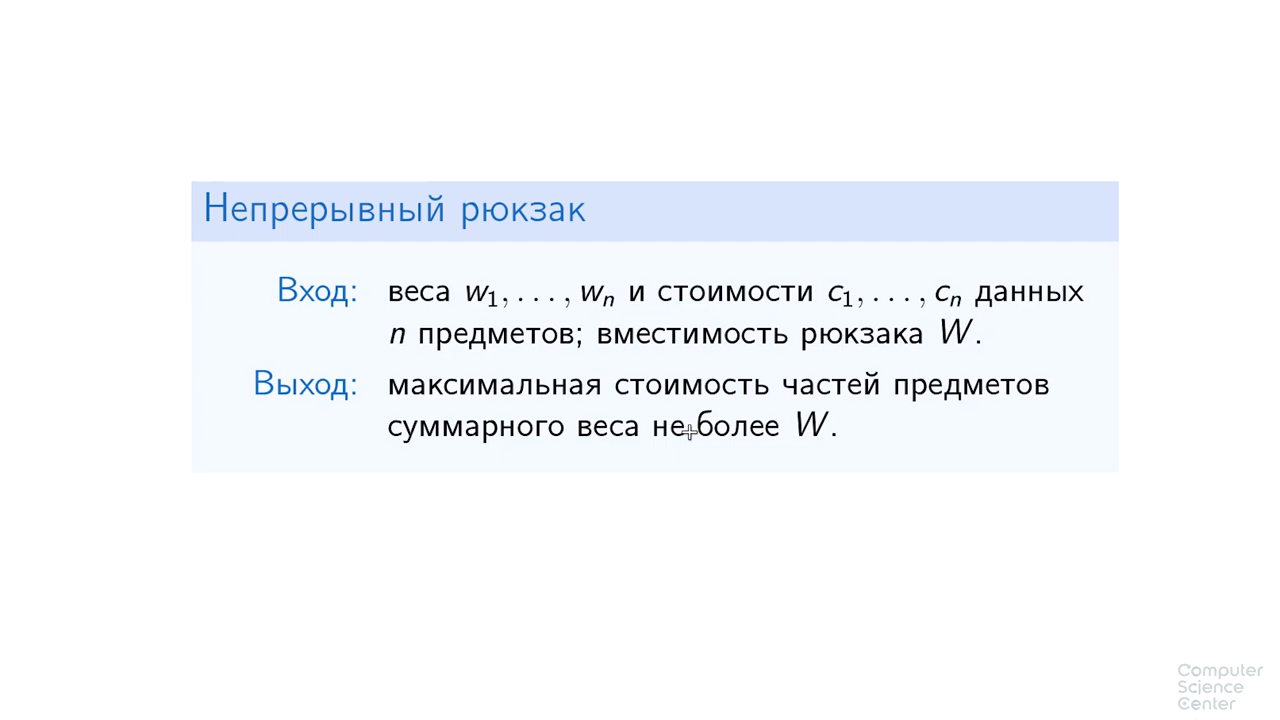 Непрерывный рюкзак
Вход: веса w₁, . . . , wₙ и стоимости c₁, . . . , cₙ данных
n предметов; вместимость рюкзака W.
Выход: максимальная стоимость частей предметов
суммарного веса не более W.
Computer
Science
Center